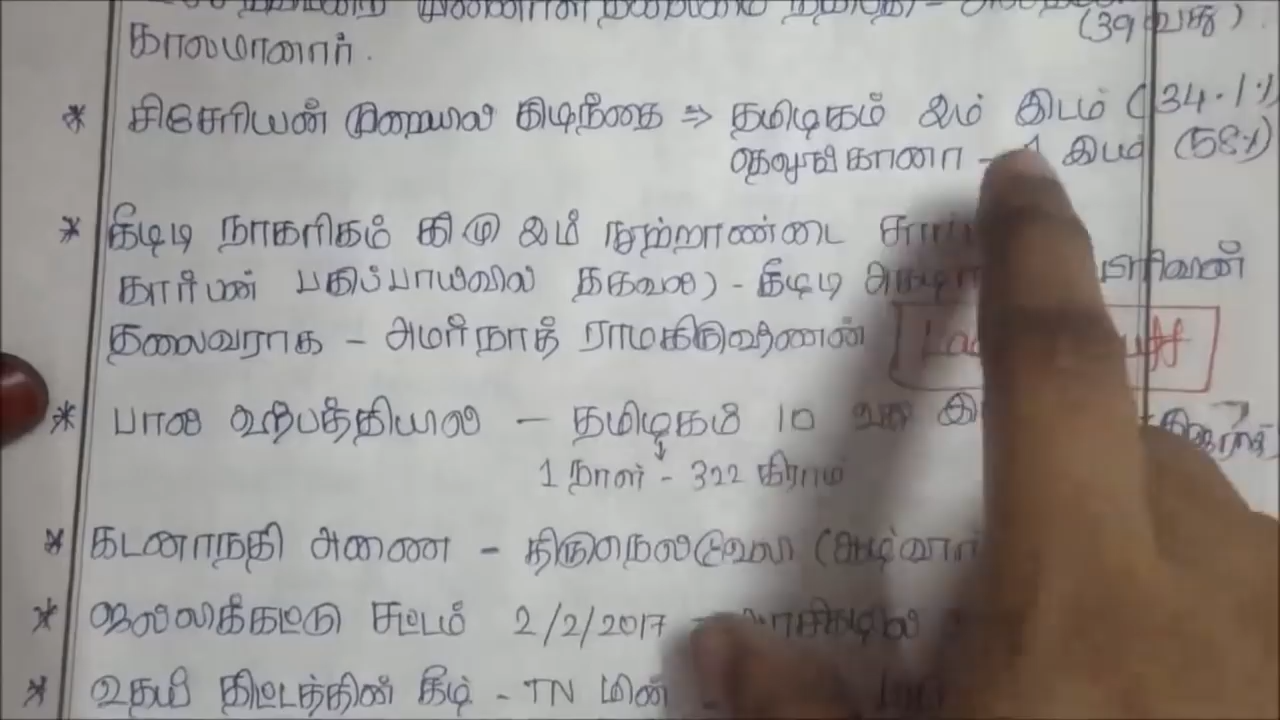 (39 வது)
காலமானார்.
* சிசேரியன் முறையில் குழந்தை ⇒ தமிழகம் 2ம் இடம் (34.1%)
தெலுங்கானா - 1 இடம் (58%)
* கீழடி நாகரிகம் கி.மு 2ம் நூற்றாண்டை
கார்பன் பகுப்பாய்வில் தகவல்) - கீழடி
தலைவராக - அமர்நாத் ராமகிருஷ்ணன்
* பால் உற்பத்தியில் - தமிழகம் 10 வது
1 நாள் - 322 கிராம்
* கடனாநதி அணை - திருநெல்வேலி
* ஜல்லிக்கட்டு சட்டம் 2/2/2017 -
* உதய் திட்டத்தின் கீழ் - TN மின்